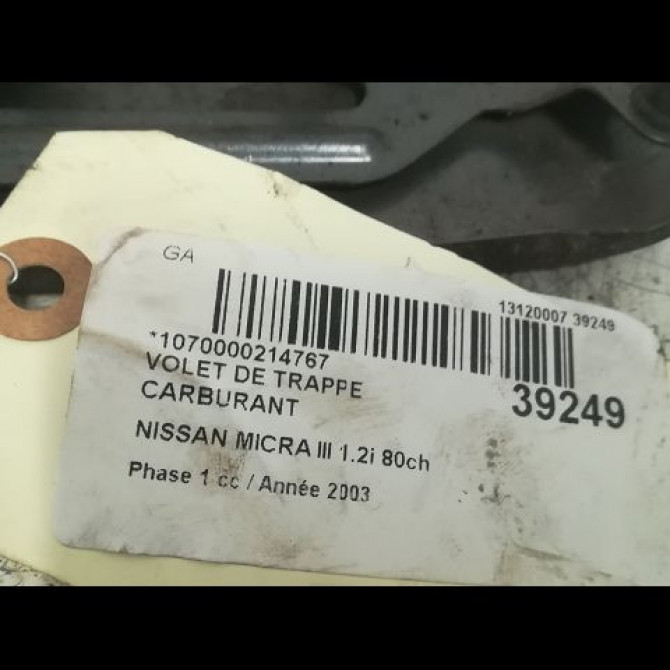 GA
13120007 39249
*1070000214767
39249
VOLET DE TRAPPE
CARBURANT
NISSAN MICRA III 1.2i 80ch
Phase 1 cc / Année 2003